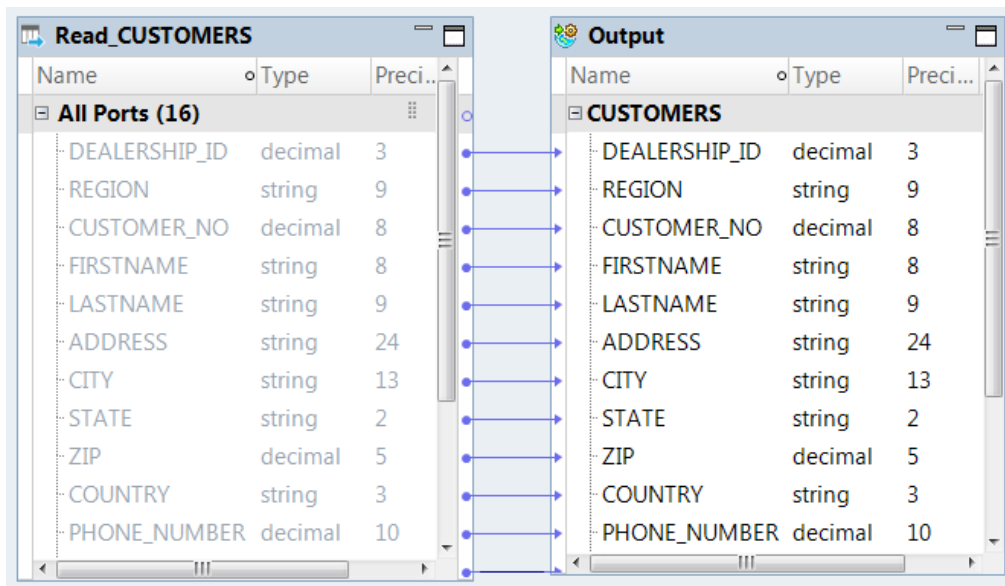 Read_CUSTOMERS
Name Type Preci...
All Ports (16)
DEALERSHIP_ID decimal 3
REGION string 9
CUSTOMER_NO decimal 8
FIRSTNAME string 8
LASTNAME string 9
ADDRESS string 24
CITY string 13
STATE string 2
ZIP decimal 5
COUNTRY string 3
PHONE_NUMBER decimal 10
Output
Name Type Preci...
CUSTOMERS
DEALERSHIP_ID decimal 3
REGION string 9
CUSTOMER_NO decimal 8
FIRSTNAME string 8
LASTNAME string 9
ADDRESS string 24
CITY string 13
STATE string 2
ZIP decimal 5
COUNTRY string 3
PHONE_NUMBER decimal 10